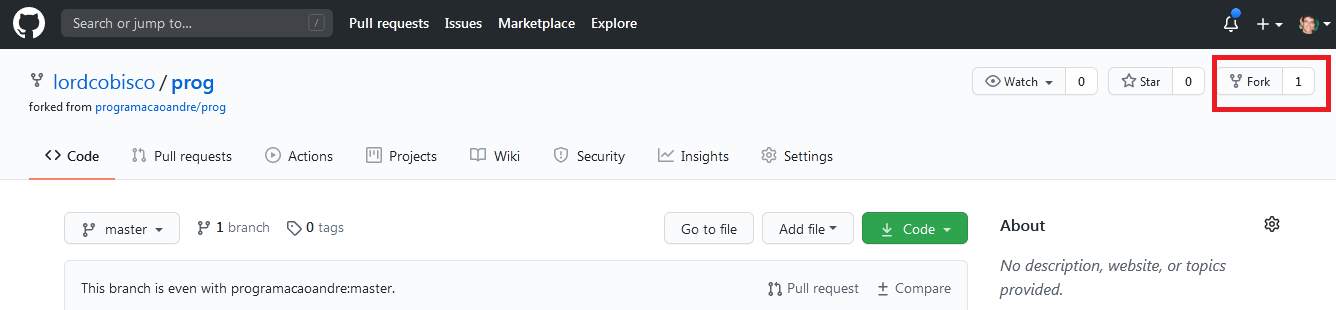 Search or jump to... / Pull requests Issues Marketplace Explore
lordcobisco / prog Watch 0 Star 0 Fork 1
forked from programacaoandre/prog
Code Pull requests Actions Projects Wiki Security Insights Settings
master 1 branch 0 tags Go to file Add file Code About
No description, website, or topics
provided.
This branch is even with programacaoandre:master. Pull request Compare